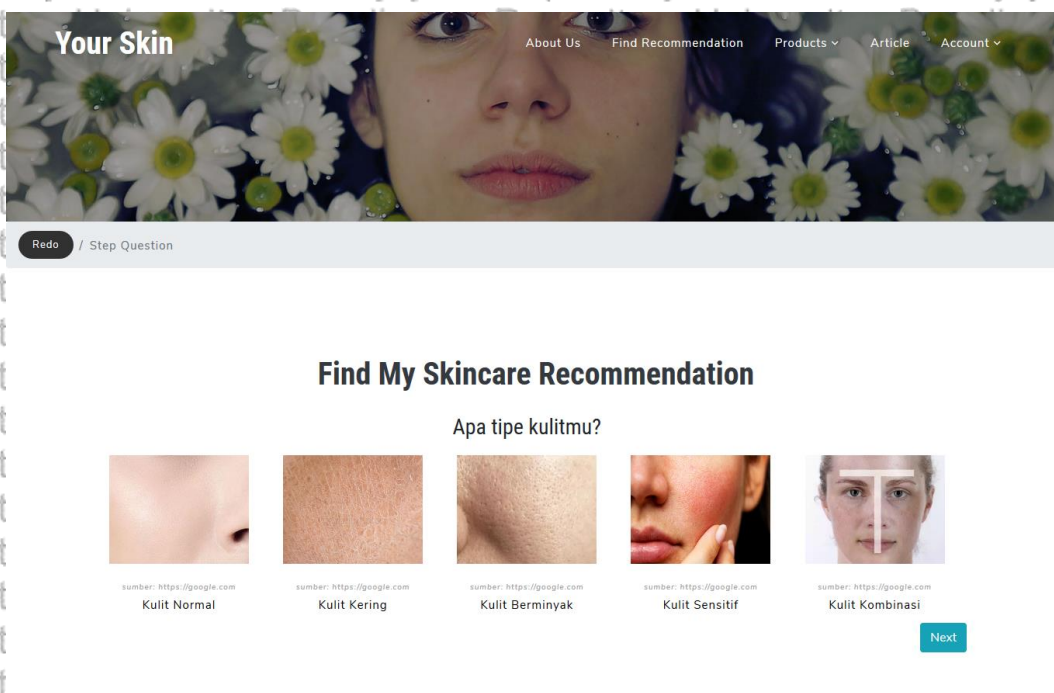 Your Skin
About Us Find Recommendation Products Article Account
Redo / Step Question
Find My Skincare Recommendation
Apa tipe kulitmu?
sumber: https://google.com sumber: https://google.com sumber: https://google.com sumber: https://google.com sumber: https://google.com
Kulit Normal Kulit Kering Kulit Berminyak Kulit Sensitif Kulit Kombinasi
Next